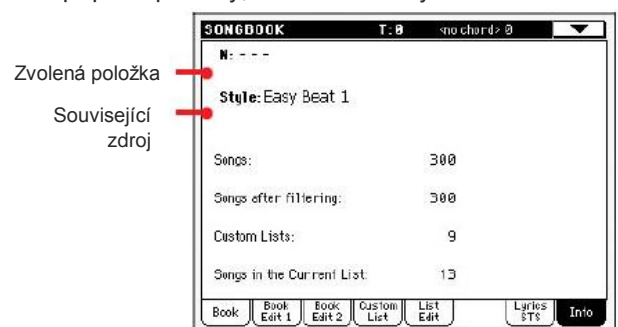 SONGBOOK T:0 <no chord> 0
N:---
Zvolená položka
Style:Easy Beat 1
Související
zdroj
Songs: 300
Songs after filtering: 300
Custom Lists: 9
Songs in the Current List: 13
Book
Book Edit 1
Book Edit 2
Custom List
List Edit
Lyrics STS
Info